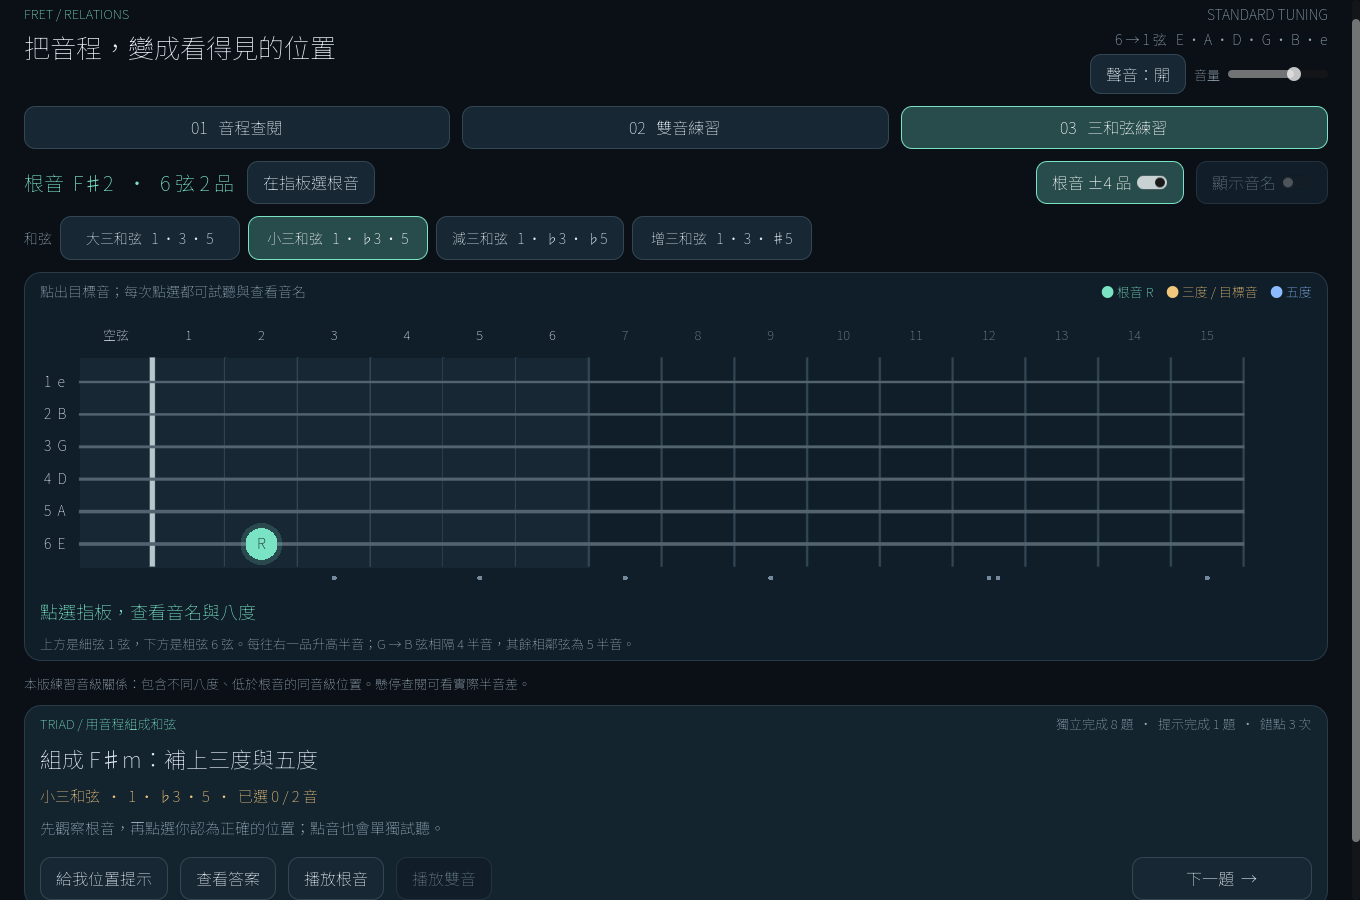 FRET / RELATIONS
STANDARD TUNING
把音程，變成看得見的位置
6→1弦 E・A・D・G・B・e
聲音：開
音量
01 音程查閱
02 雙音練習
03 三和弦練習
根音 F♯2 ・ 6弦2品
在指板選根音
根音 ±4品
顯示音名
和弦
大三和弦 1・3・5
小三和弦 1・♭3・5
減三和弦 1・♭3・♭5
增三和弦 1・3・♯5
點出目標音；每次點選都可試聽與查看音名
根音 R
三度 / 目標音
五度
空弦 1 2 3 4 5 6 7 8 9 10 11 12 13 14 15
1 e
2 B
3 G
4 D
5 A
6 E
R
點選指板，查看音名與八度
上方是細弦1弦，下方是粗弦6弦。每往右一品升高半音；G→B弦相隔4半音，其餘相鄰弦為5半音。
本版練習音級關係：包含不同八度、低於根音的同音級位置。懸停查閱可看實際半音差。
TRIAD / 用音程組成和弦
獨立完成8題 ・ 提示完成1題 ・ 錯點3次
組成 F♯m：補上三度與五度
小三和弦 ・ 1・♭3・5 ・ 已選0/2音
先觀察根音，再點選你認為正確的位置；點音也會單獨試聽。
給我位置提示
查看答案
播放根音
播放雙音
下一題 →